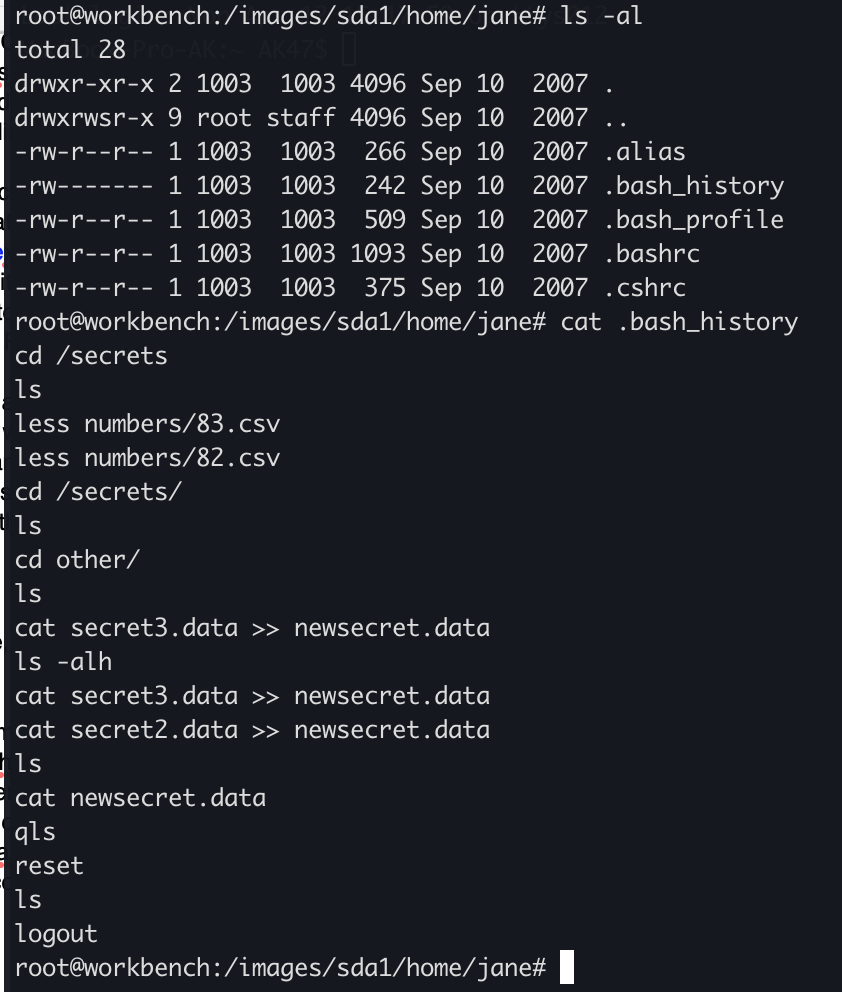 root@workbench:/images/sda1/home/jane# ls -al
total 28
drwxr-xr-x 2 1003  1003 4096 Sep 10  2007 .
drwxrwsr-x 9 root staff 4096 Sep 10  2007 ..
-rw-r--r-- 1 1003  1003  266 Sep 10  2007 .alias
-rw------- 1 1003  1003  242 Sep 10  2007 .bash_history
-rw-r--r-- 1 1003  1003  509 Sep 10  2007 .bash_profile
-rw-r--r-- 1 1003  1003 1093 Sep 10  2007 .bashrc
-rw-r--r-- 1 1003  1003  375 Sep 10  2007 .cshrc
root@workbench:/images/sda1/home/jane# cat .bash_history
cd /secrets
ls
less numbers/83.csv
less numbers/82.csv
cd /secrets/
ls
cd other/
ls
cat secret3.data >> newsecret.data
ls -alh
cat secret3.data >> newsecret.data
cat secret2.data >> newsecret.data
ls
cat newsecret.data
qls
reset
ls
logout
root@workbench:/images/sda1/home/jane#